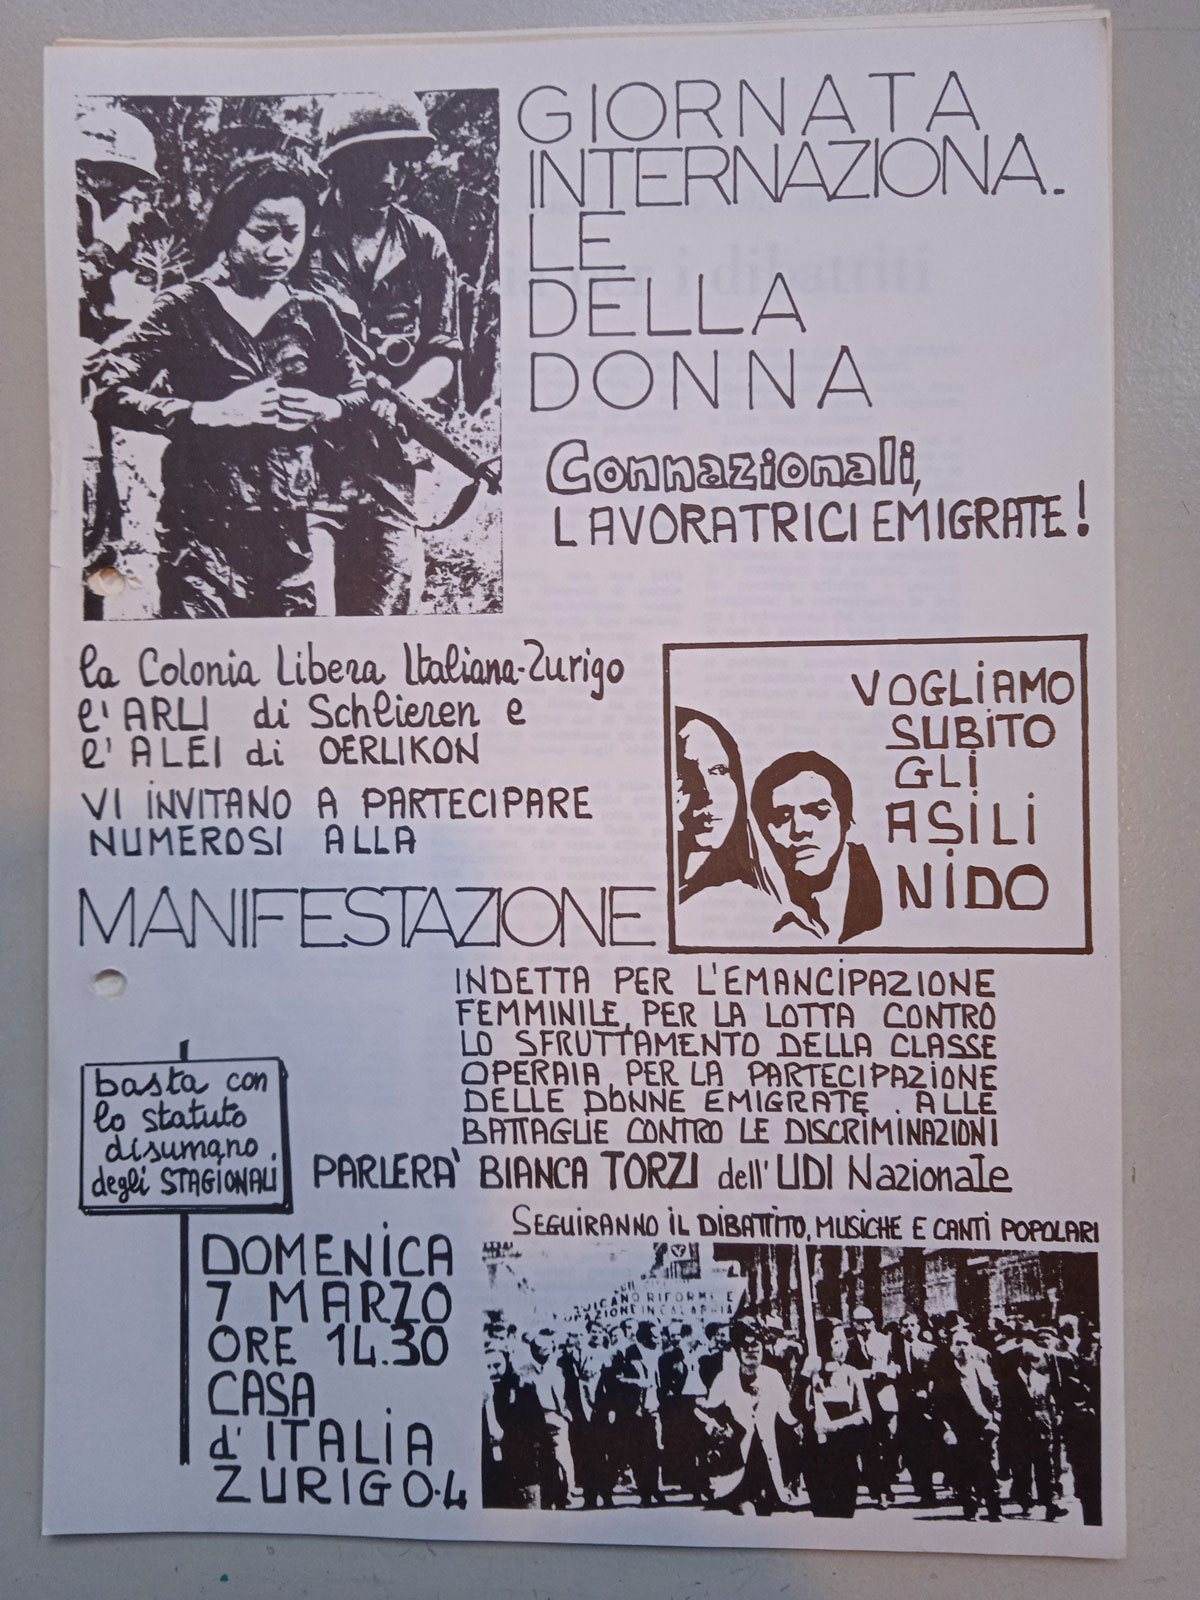 GIORNATA
INTERNAZIONA-
LE
DELLA
DONNA
Connazionali,
LAVORATRICI EMIGRATE!
la Colonia Libera Italiana-Zurigo
l'ARLI di Schlieren e
l'ALEI di OERLIKON
VI INVITANO A PARTECIPARE
NUMEROSI ALLA
VOGLIAMO
SUBITO
GLI
ASILI
NIDO
MANIFESTAZIONE
INDETTA PER L'EMANCIPAZIONE
FEMMINILE, PER LA LOTTA CONTRO
LO SFRUTTAMENTO DELLA CLASSE
OPERAIA, PER LA PARTECIPAZIONE
DELLE DONNE EMIGRATE ALLE
BATTAGLIE CONTRO LE DISCRIMINAZIONI
basta con
lo statuto
disumano
degli STAGIONALI
PARLERA' BIANCA TORZI dell'UDI Nazionale
SEGUIRANNO IL DIBATTITO, MUSICHE E CANTI POPOLARI
DOMENICA
7 MARZO
ORE 14.30
CASA
d'ITALIA
ZURIGO-4
RIFORME E
IN CALABRIA